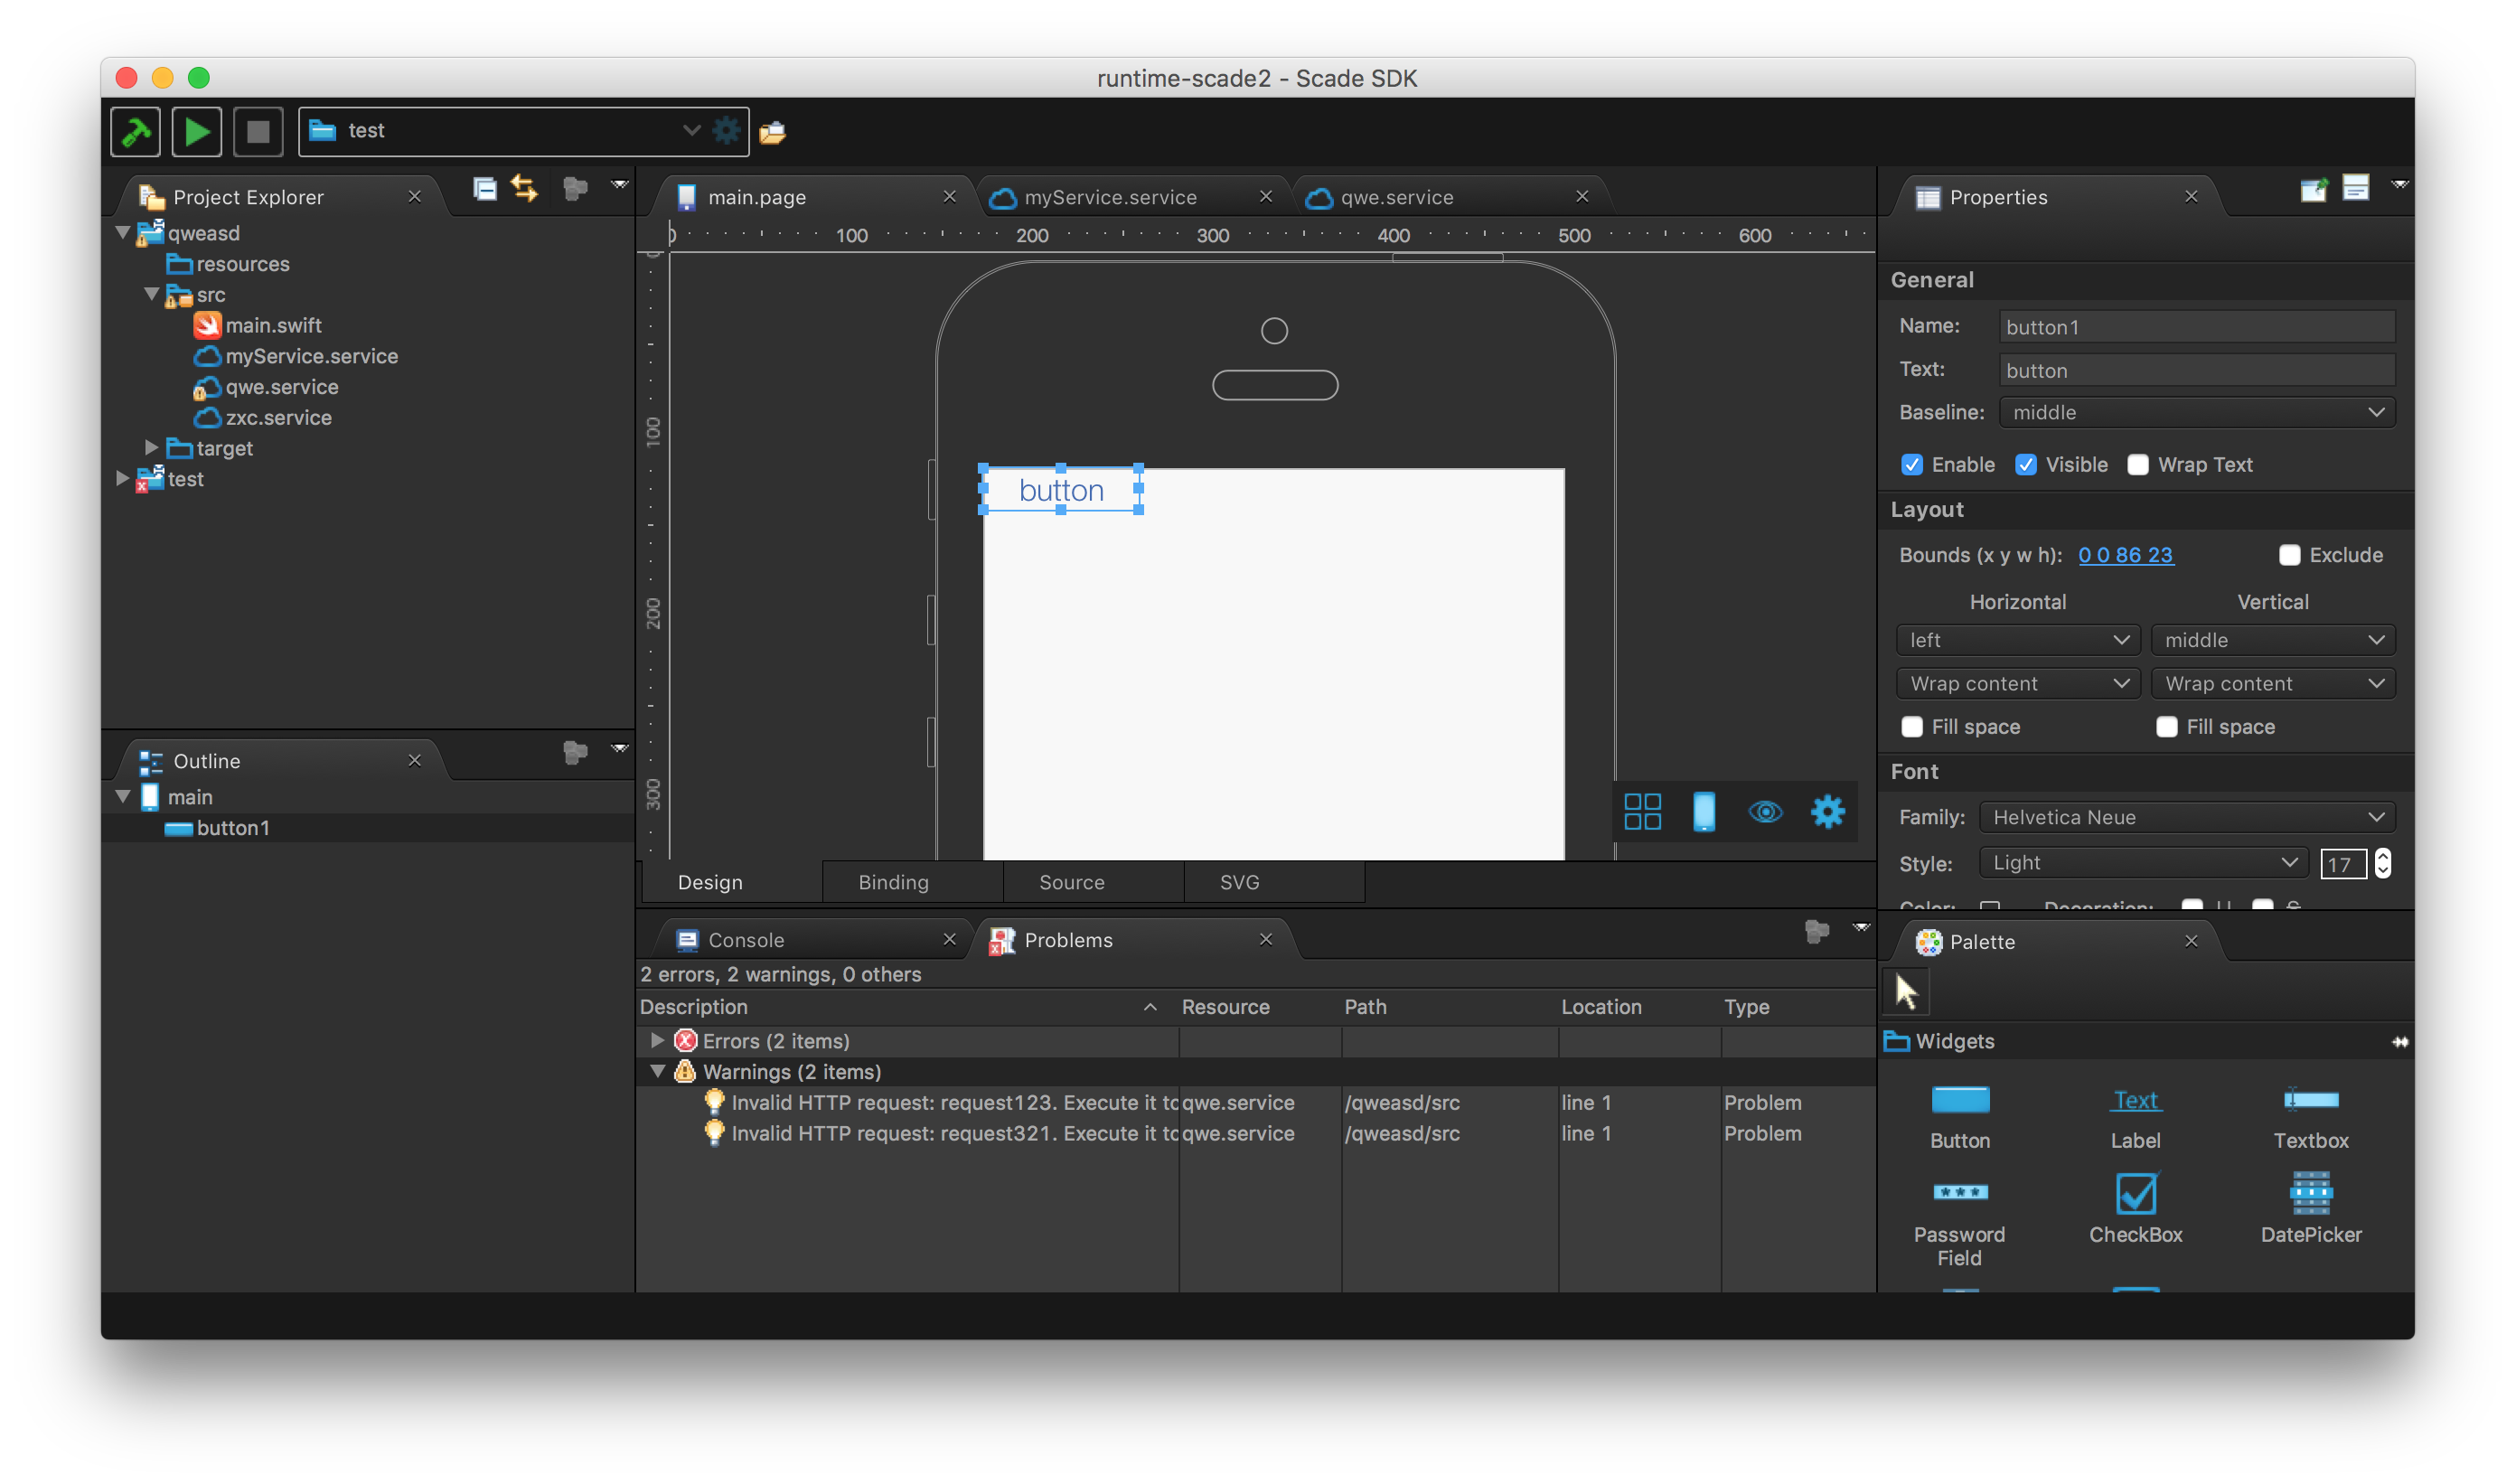 runtime-scade2 - Scade SDK
test
Project Explorer
qweasd
resources
src
main.swift
myService.service
qwe.service
zxc.service
target
test
Outline
main
button1
main.page
myService.service
qwe.service
0 100 200 300 400 500 600
0
100
200
300
button
Design Binding Source SVG
Console
Problems
2 errors, 2 warnings, 0 others
Description Resource Path Location Type
Errors (2 items)
Warnings (2 items)
Invalid HTTP request: request123. Execute it to qwe.service /qweasd/src line 1 Problem
Invalid HTTP request: request321. Execute it to qwe.service /qweasd/src line 1 Problem
Properties
General
Name: button1
Text: button
Baseline: middle
Enable Visible Wrap Text
Layout
Bounds (x y w h): 0 0 86 23 Exclude
Horizontal Vertical
left middle
Wrap content Wrap content
Fill space Fill space
Font
Family: Helvetica Neue
Style: Light 17
Color: Decoration: U S
Palette
Widgets
Text
Button Label Textbox
Password CheckBox DatePicker
Field